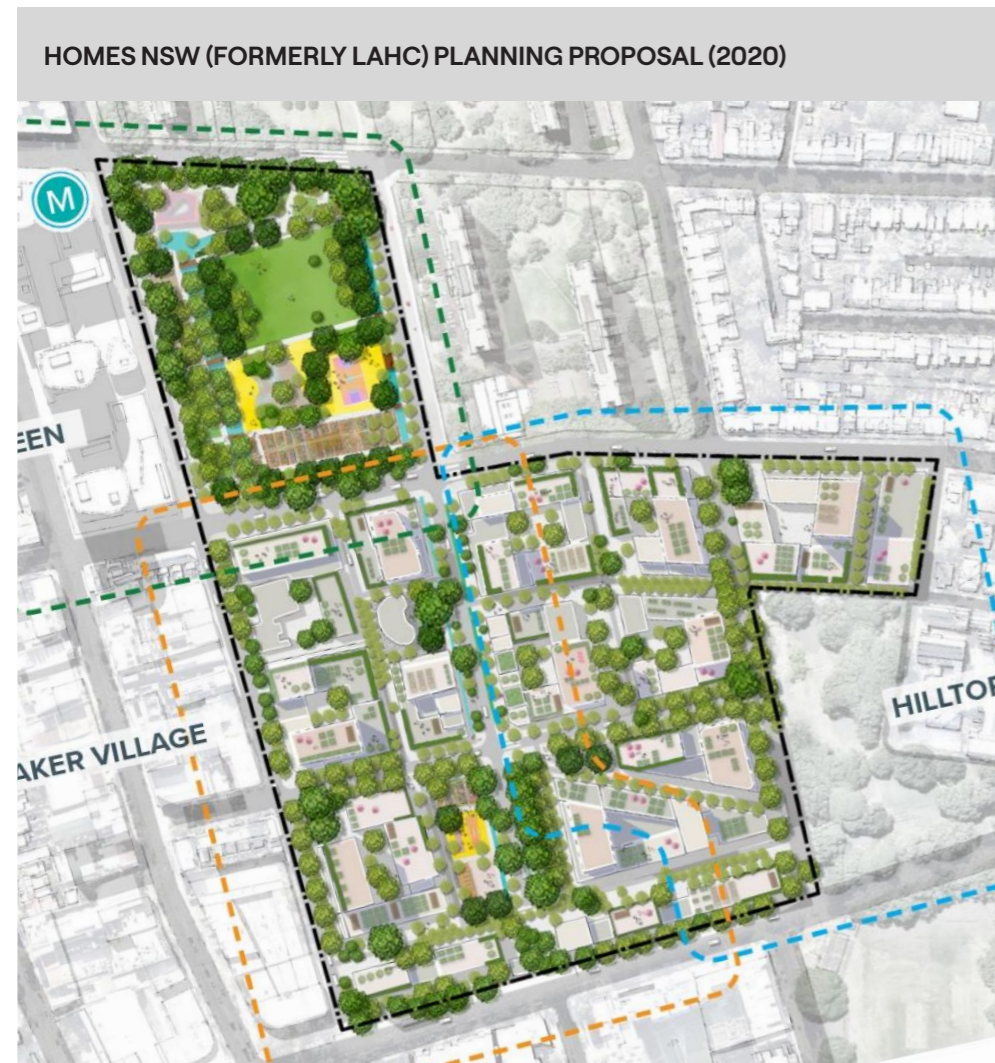 HOMES NSW (FORMERLY LAHC) PLANNING PROPOSAL (2020)
M
EEN
HILLTOP
AKER VILLAGE